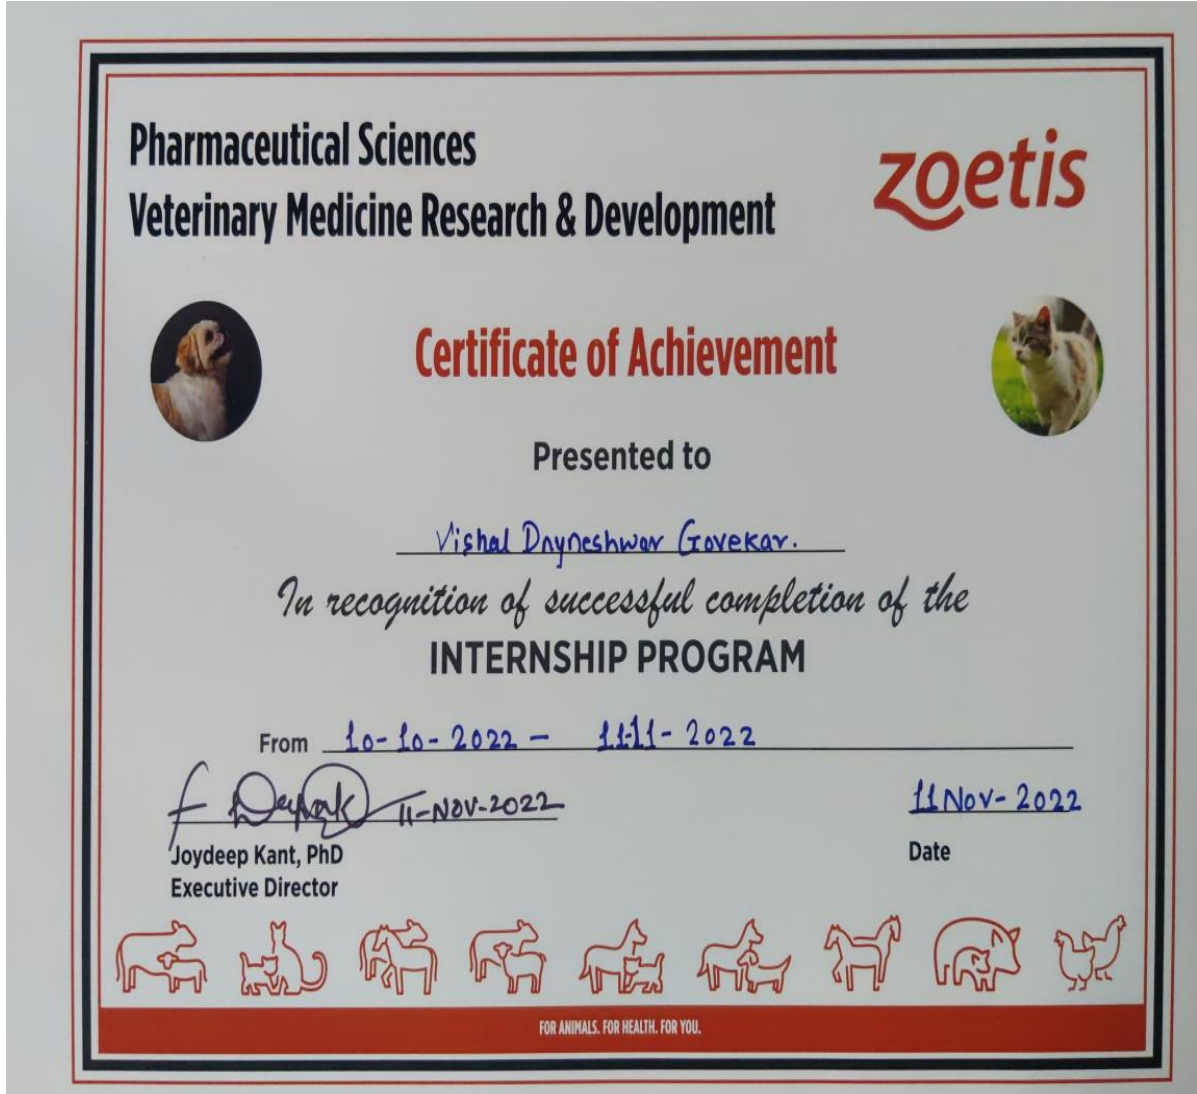 Pharmaceutical Sciences
Veterinary Medicine Research & Development
zoetis
Certificate of Achievement
Presented to
Vishal Dnyneshwar Govekar.
In recognition of successful completion of the
INTERNSHIP PROGRAM
From 10-10-2022 - 11-11-2022
11-NOV-2022
11 Nov-2022
Joydeep Kant, PhD
Date
Executive Director
FOR ANIMALS. FOR HEALTH. FOR YOU.